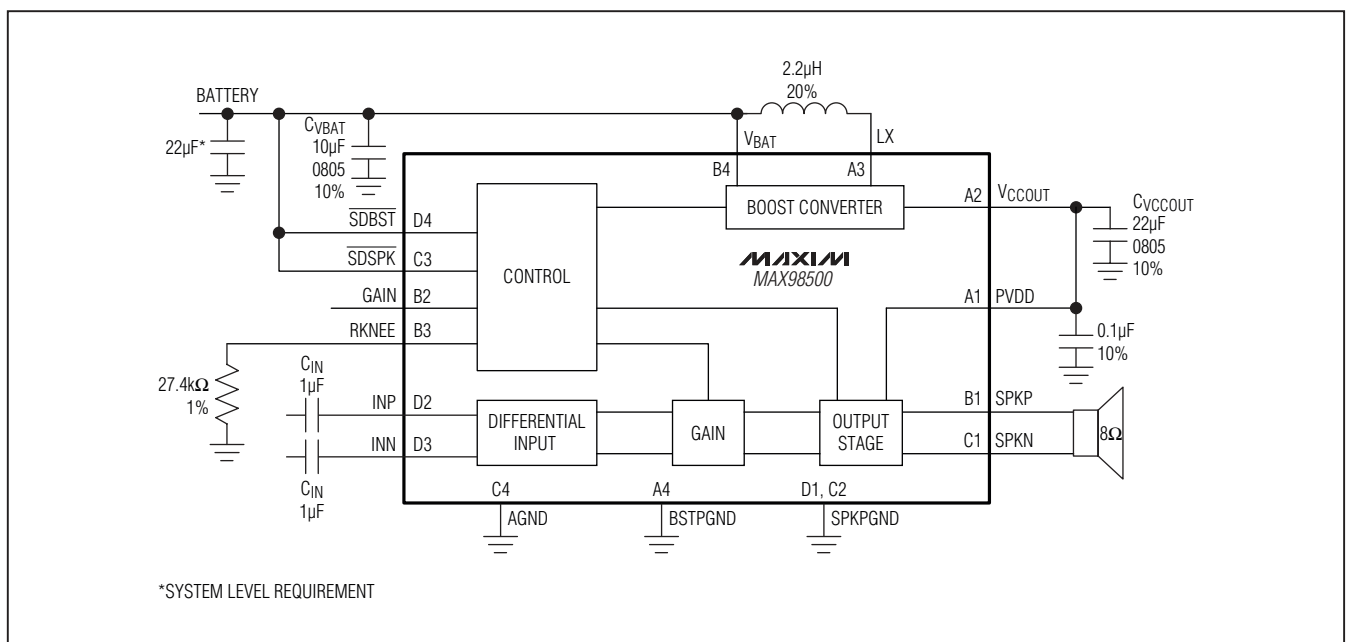 2.2µH
20%
BATTERY
22µF*
CVBAT
10µF
0805
10%
VBAT
LX
B4
A3
BOOST CONVERTER
A2
VCCOUT
CVCCOUT
22µF
0805
10%
SDBST
D4
SDSPK
C3
GAIN
B2
RKNEE
B3
CONTROL
MAXIM
MAX98500
A1
PVDD
0.1µF
10%
27.4kΩ
1%
CIN
1µF
INP
D2
INN
D3
CIN
1µF
DIFFERENTIAL
INPUT
GAIN
OUTPUT
STAGE
B1
SPKP
C1
SPKN
8Ω
C4
AGND
A4
BSTPGND
D1, C2
SPKPGND
*SYSTEM LEVEL REQUIREMENT